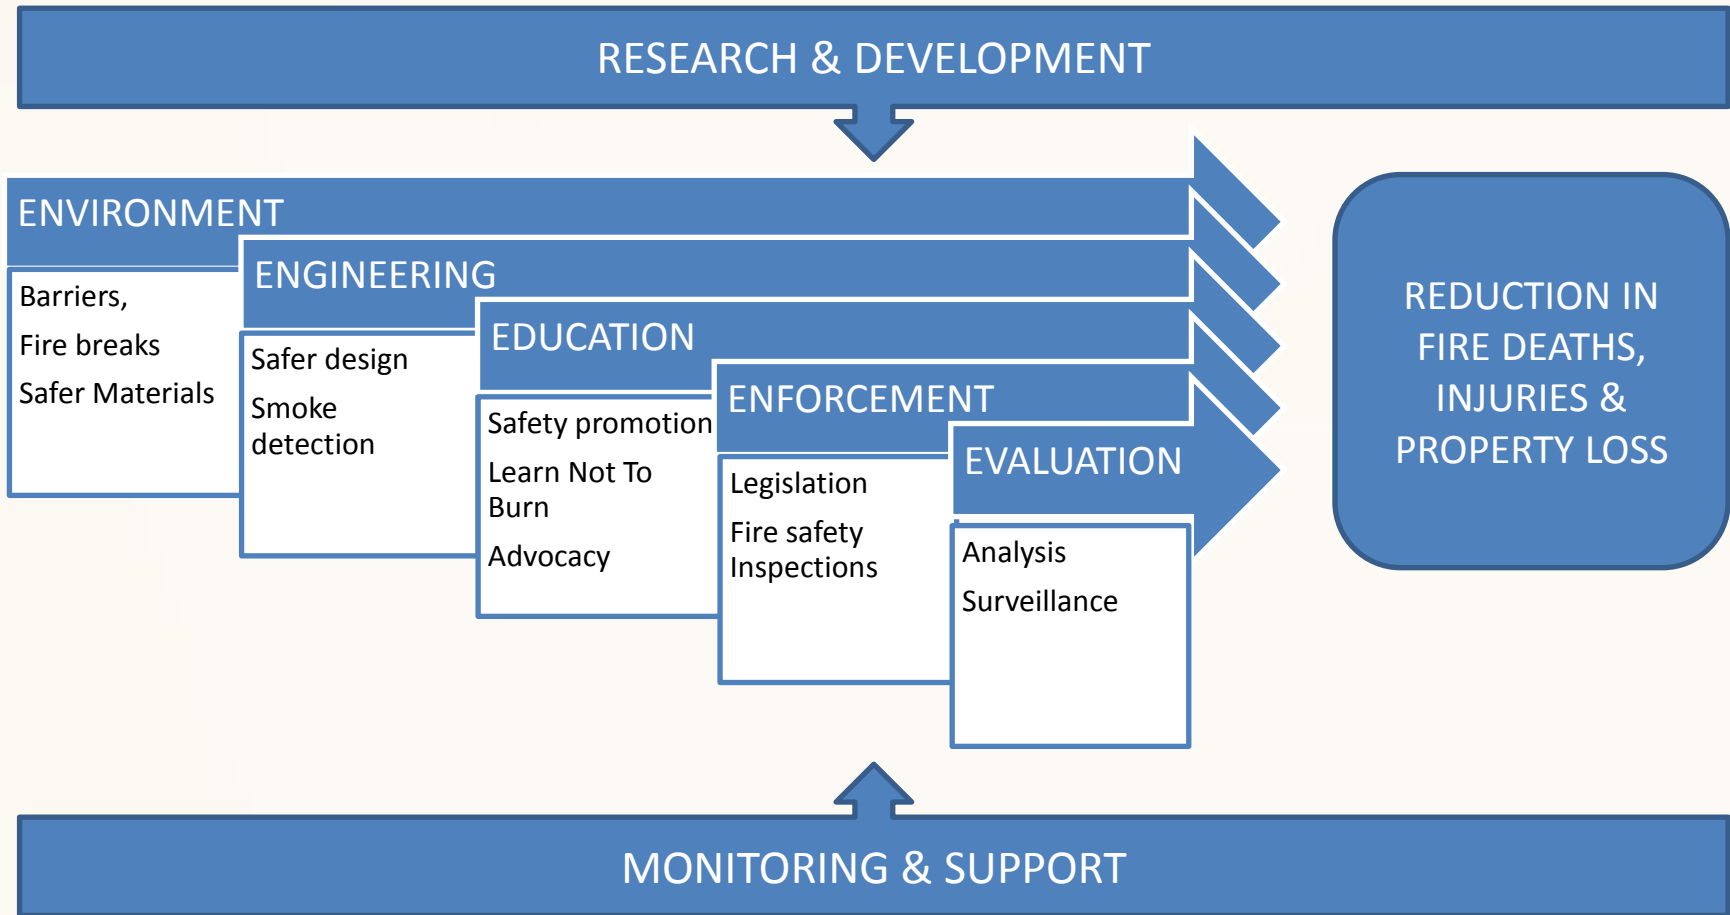 RESEARCH & DEVELOPMENT
ENVIRONMENT
Barriers,
Fire breaks
Safer Materials
ENGINEERING
Safer design
Smoke
detection
EDUCATION
Safety promotion
Learn Not To
Burn
Advocacy
ENFORCEMENT
Legislation
Fire safety
Inspections
EVALUATION
Analysis
Surveillance
REDUCTION IN
FIRE DEATHS,
INJURIES &
PROPERTY LOSS
MONITORING & SUPPORT